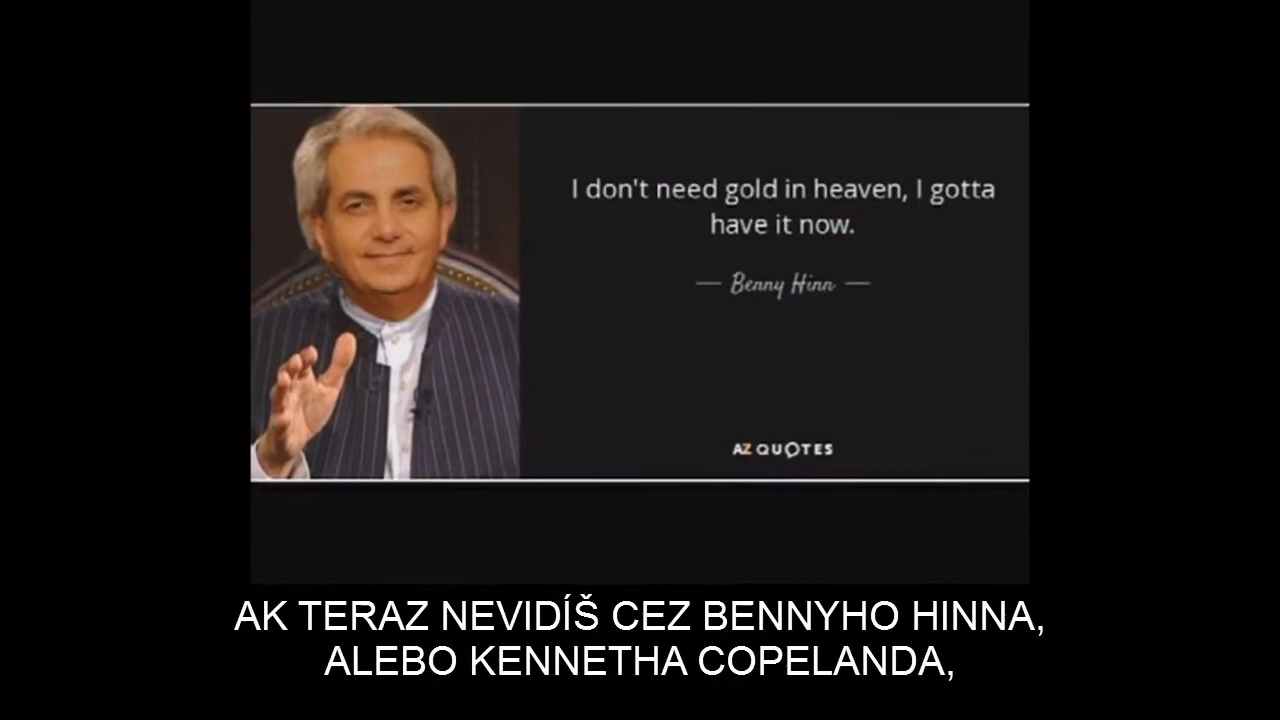 I don't need gold in heaven, I gotta
have it now.
— Benny Hinn —
AZ QUOTES
AK TERAZ NEVIDÍŠ CEZ BENNYHO HINNA,
ALEBO KENNETHA COPELANDA,